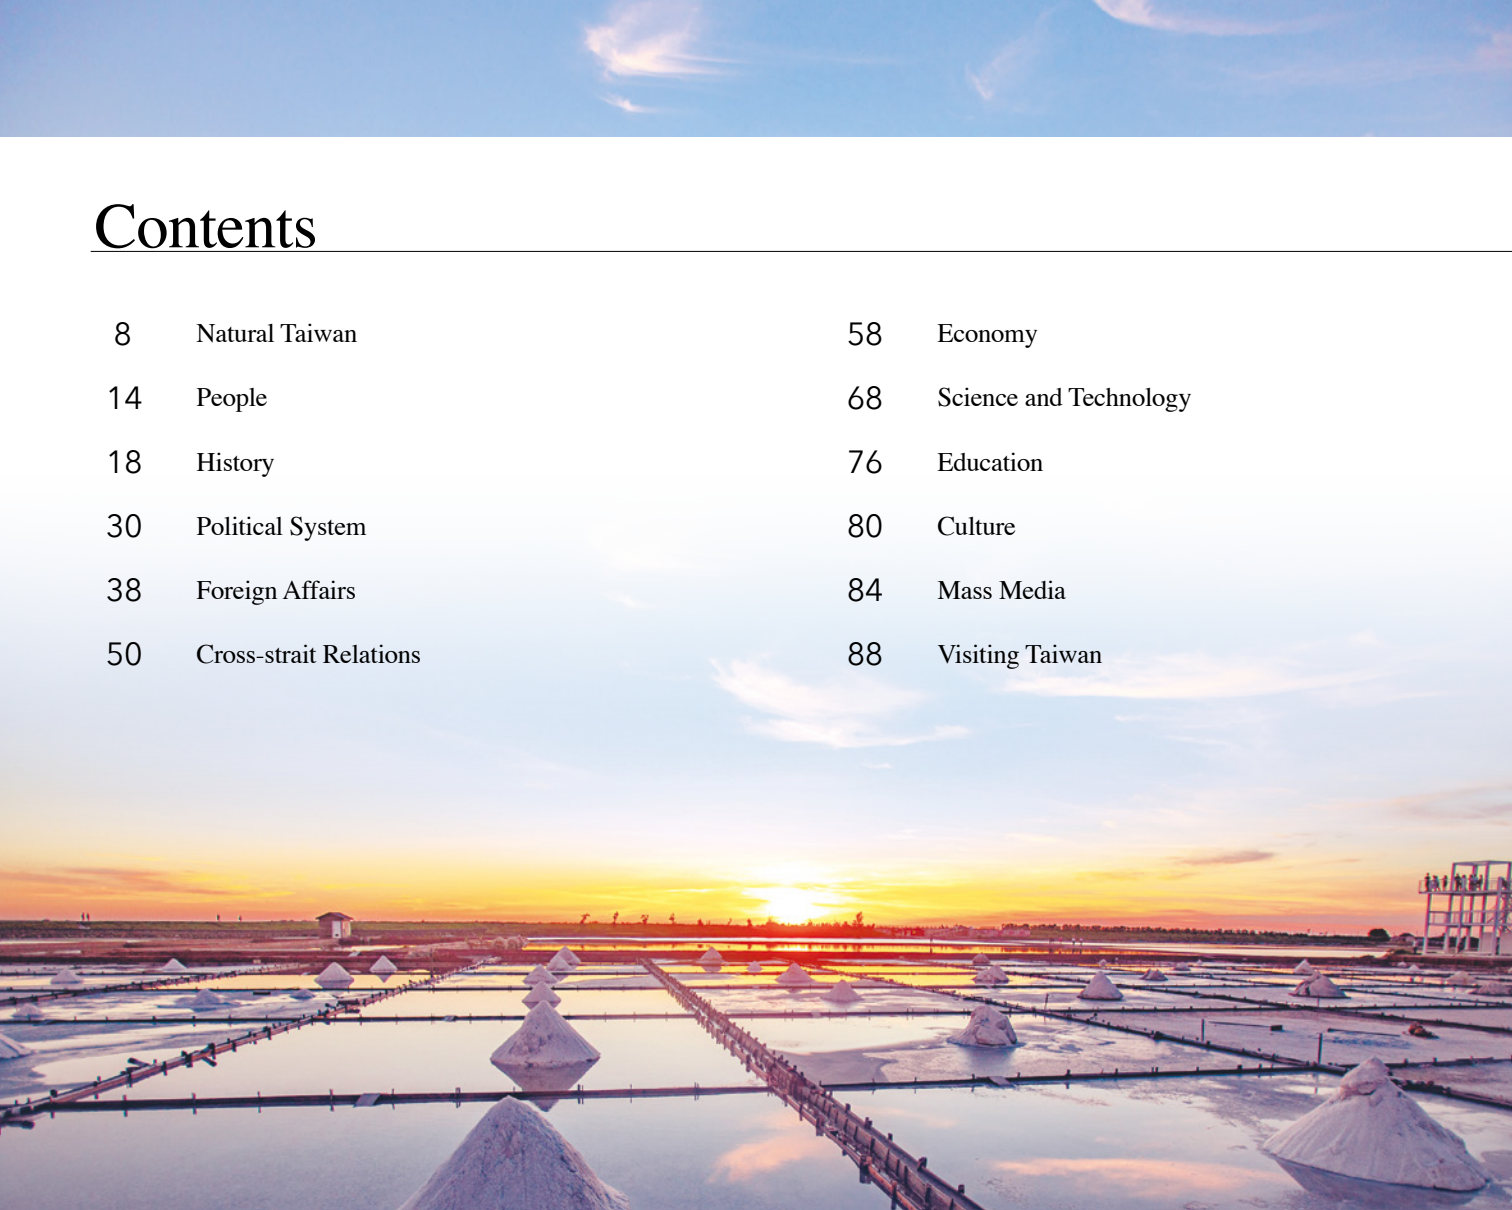 Contents
8 Natural Taiwan
14 People
18 History
30 Political System
38 Foreign Affairs
50 Cross-strait Relations
58 Economy
68 Science and Technology
76 Education
80 Culture
84 Mass Media
88 Visiting Taiwan